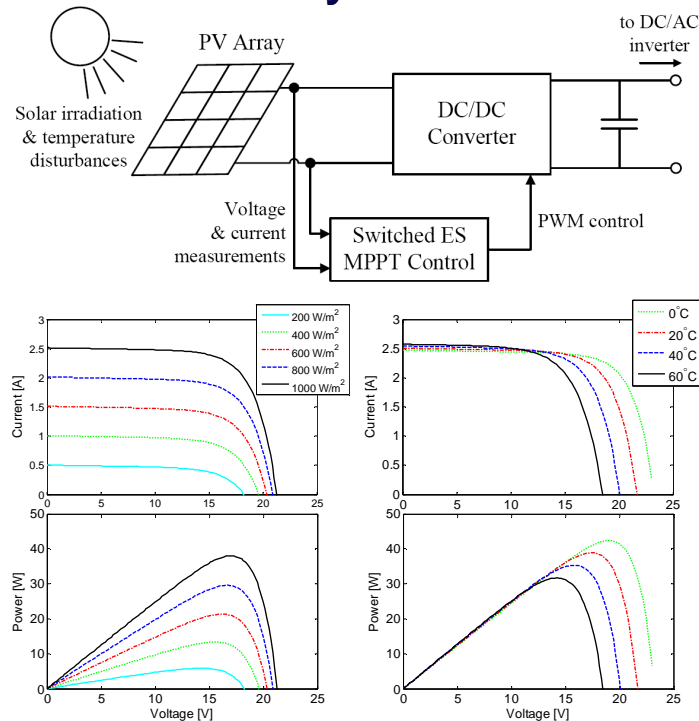 to DC/AC
inverter
PV Array
Solar irradiation
& temperature
disturbances
DC/DC
Converter
Voltage
& current
measurements
Switched ES
MPPT Control
PWM control
200 W/m²
400 W/m²
600 W/m²
800 W/m²
1000 W/m²
3
2.5
2
1.5
1
0.5
0
Current [A]
0 5 10 15 20 25
0°C
20°C
40°C
60°C
3
2.5
2
1.5
1
0.5
0
Current [A]
0 5 10 15 20 25
50
40
30
20
10
0
Power [W]
0 5 10 15 20 25
Voltage [V]
50
40
30
20
10
0
Power [W]
0 5 10 15 20 25
Voltage [V]